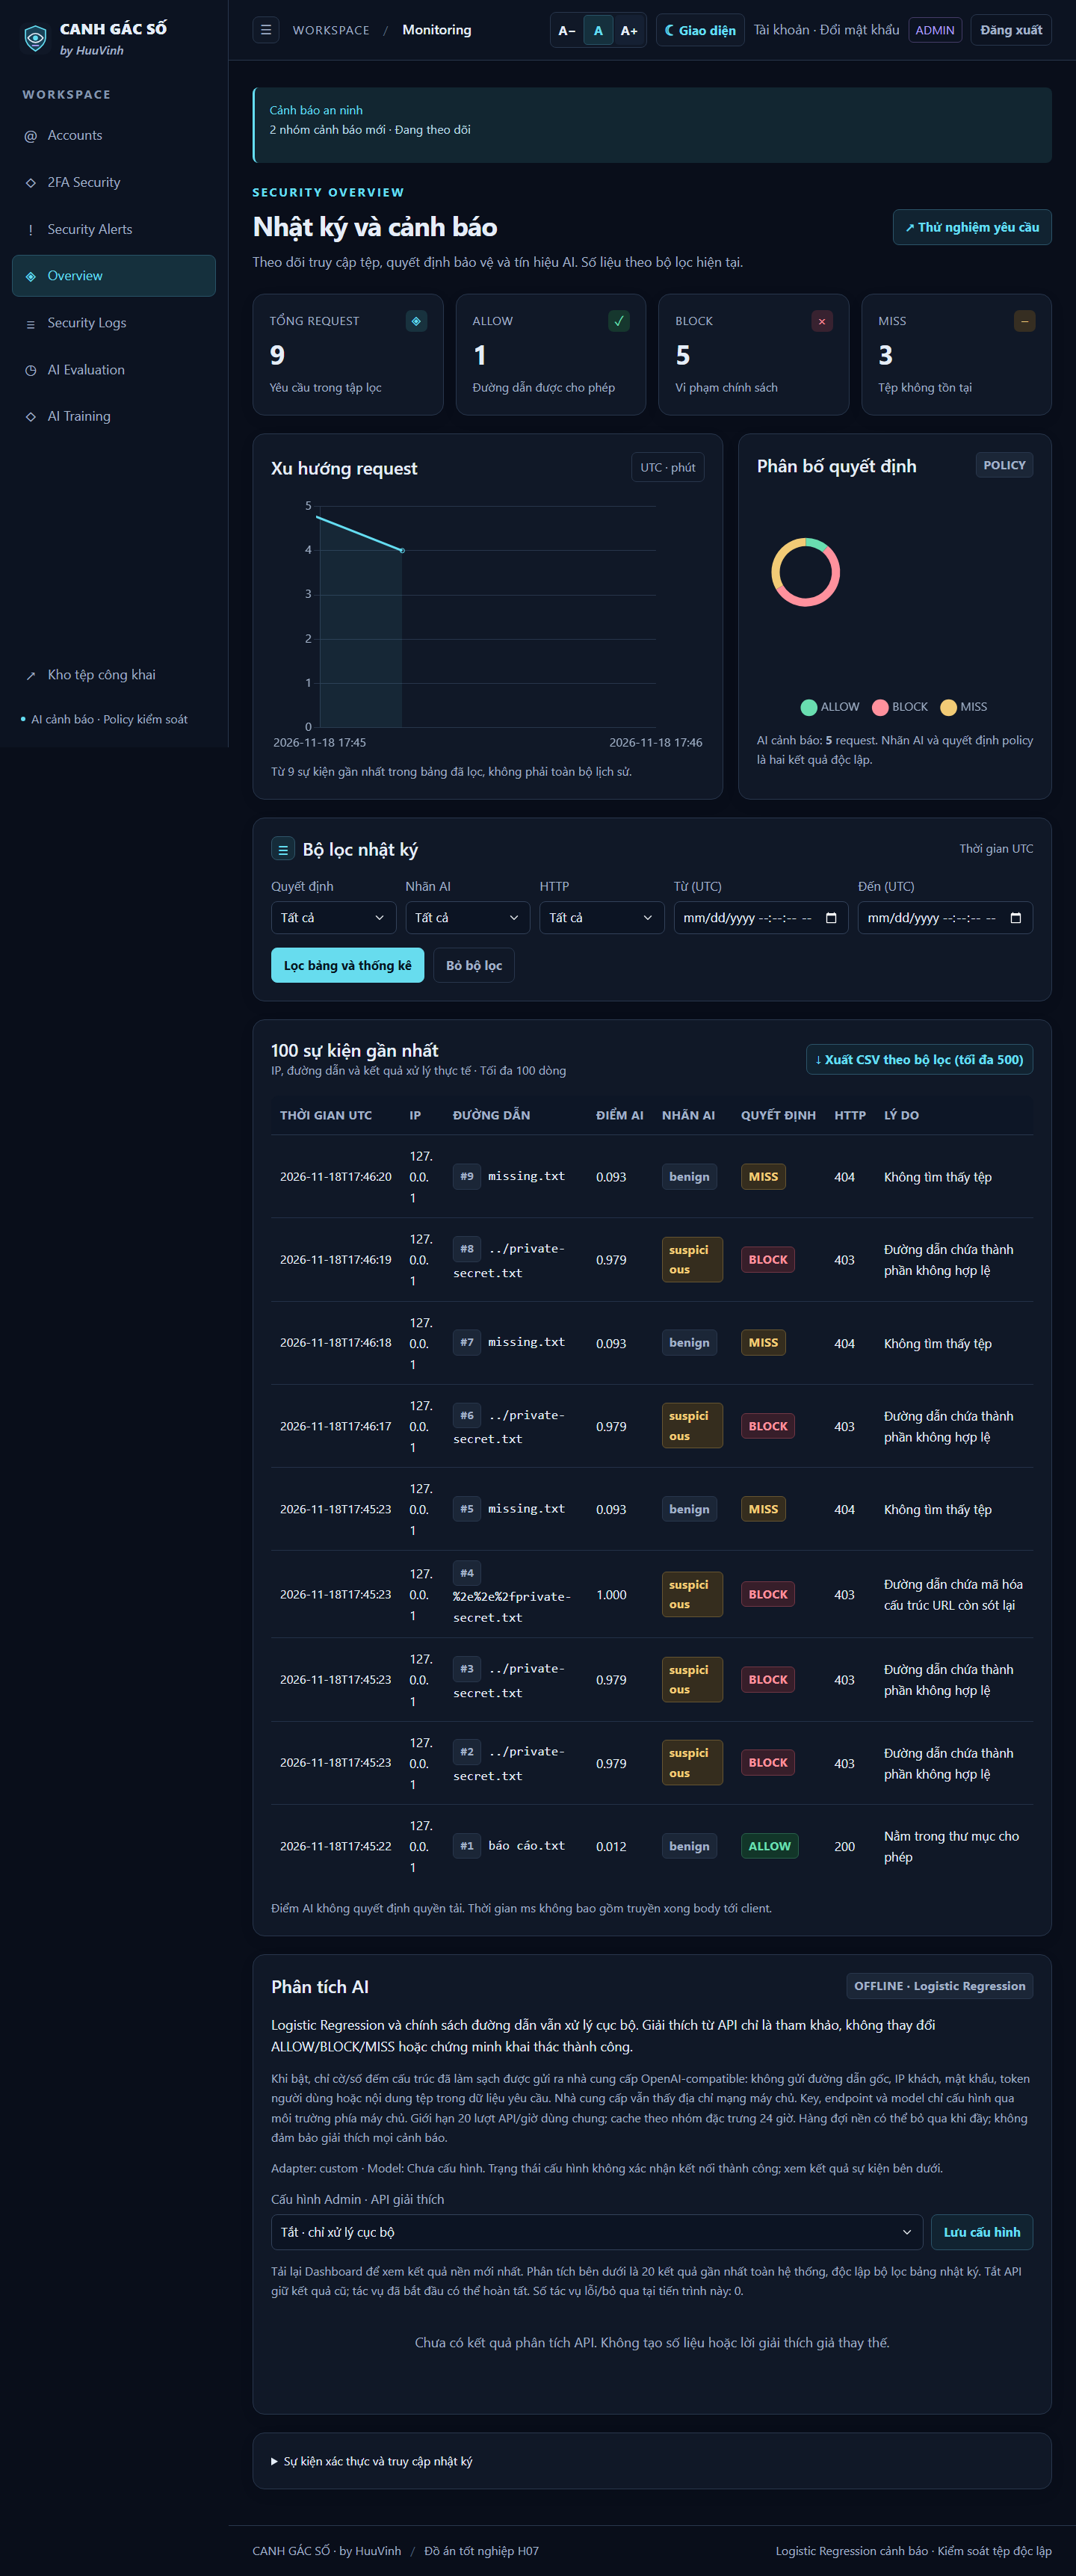 CANH GÁC SỐ
by HuuVinh
WORKSPACE
@ Accounts
2FA Security
! Security Alerts
Overview
Security Logs
AI Evaluation
AI Training
Kho tệp công khai
AI cảnh báo · Policy kiểm soát
WORKSPACE / Monitoring
A− A A+ Giao diện Tài khoản · Đổi mật khẩu ADMIN Đăng xuất
Cảnh báo an ninh
2 nhóm cảnh báo mới · Đang theo dõi
SECURITY OVERVIEW
Nhật ký và cảnh báo
↗ Thử nghiệm yêu cầu
Theo dõi truy cập tệp, quyết định bảo vệ và tín hiệu AI. Số liệu theo bộ lọc hiện tại.
TỔNG REQUEST
9
Yêu cầu trong tập lọc
ALLOW
1
Đường dẫn được cho phép
BLOCK
5
Vi phạm chính sách
MISS
3
Tệp không tồn tại
Xu hướng request
UTC · phút
5
4
3
2
1
0
2026-11-18 17:45 2026-11-18 17:46
Từ 9 sự kiện gần nhất trong bảng đã lọc, không phải toàn bộ lịch sử.
Phân bố quyết định
POLICY
ALLOW BLOCK MISS
AI cảnh báo: 5 request. Nhãn AI và quyết định policy
là hai kết quả độc lập.
Bộ lọc nhật ký
Thời gian UTC
Quyết định Nhãn AI HTTP Từ (UTC) Đến (UTC)
Tất cả Tất cả Tất cả mm/dd/yyyy --:--:-- -- mm/dd/yyyy --:--:-- --
Lọc bảng và thống kê Bỏ bộ lọc
100 sự kiện gần nhất
IP, đường dẫn và kết quả xử lý thực tế · Tối đa 100 dòng
↓ Xuất CSV theo bộ lọc (tối đa 500)
THỜI GIAN UTC IP ĐƯỜNG DẪN ĐIỂM AI NHÃN AI QUYẾT ĐỊNH HTTP LÝ DO
127.
2026-11-18T17:46:20 0.0. #9 missing.txt 0.093 benign MISS 404 Không tìm thấy tệp
1
127. #8 ../private- suspici Đường dẫn chứa thành
2026-11-18T17:46:19 0.0. 0.979 BLOCK 403
1 secret.txt ous phần không hợp lệ
127.
2026-11-18T17:46:18 0.0. #7 missing.txt 0.093 benign MISS 404 Không tìm thấy tệp
1
127. #6 ../private- suspici Đường dẫn chứa thành
2026-11-18T17:46:17 0.0. 0.979 BLOCK 403
1 secret.txt ous phần không hợp lệ
127.
2026-11-18T17:45:23 0.0. #5 missing.txt 0.093 benign MISS 404 Không tìm thấy tệp
1
127. #4 suspici Đường dẫn chứa mã hóa
2026-11-18T17:45:23 0.0. %2e%2e%2fprivate- 1.000 BLOCK 403
1 secret.txt ous cấu trúc URL còn sót lại
127. #3 ../private- suspici Đường dẫn chứa thành
2026-11-18T17:45:23 0.0. 0.979 BLOCK 403
1 secret.txt ous phần không hợp lệ
127. #2 ../private- suspici Đường dẫn chứa thành
2026-11-18T17:45:23 0.0. 0.979 BLOCK 403
1 secret.txt ous phần không hợp lệ
127. Nằm trong thư mục cho
2026-11-18T17:45:22 0.0. #1 báo cáo.txt 0.012 benign ALLOW 200
1 phép
Điểm AI không quyết định quyền tải. Thời gian ms không bao gồm truyền xong body tới client.
Phân tích AI
OFFLINE · Logistic Regression
Logistic Regression và chính sách đường dẫn vẫn xử lý cục bộ. Giải thích từ API chỉ là tham khảo, không thay đổi
ALLOW/BLOCK/MISS hoặc chứng minh khai thác thành công.
Khi bật, chỉ cờ/số đếm cấu trúc đã làm sạch được gửi ra nhà cung cấp OpenAI-compatible: không gửi đường dẫn gốc, IP khách, mật khẩu, token
người dùng hoặc nội dung tệp trong dữ liệu yêu cầu. Nhà cung cấp vẫn thấy địa chỉ mạng máy chủ. Key, endpoint và model chỉ cấu hình qua
môi trường phía máy chủ. Giới hạn 20 lượt API/giờ dùng chung; cache theo nhóm đặc trưng 24 giờ. Hàng đợi nền có thể bỏ qua khi đầy; không
đảm bảo giải thích mọi cảnh báo.
Adapter: custom · Model: Chưa cấu hình. Trạng thái cấu hình không xác nhận kết nối thành công; xem kết quả sự kiện bên dưới.
Cấu hình Admin · API giải thích
Tắt · chỉ xử lý cục bộ
Lưu cấu hình
Tải lại Dashboard để xem kết quả nền mới nhất. Phân tích bên dưới là 20 kết quả gần nhất toàn hệ thống, độc lập bộ lọc bảng nhật ký. Tắt API
giữ kết quả cũ; tác vụ đã bắt đầu có thể hoàn tất. Số tác vụ lỗi/bỏ qua tại tiến trình này: 0.
Chưa có kết quả phân tích API. Không tạo số liệu hoặc lời giải thích giả thay thế.
▶ Sự kiện xác thực và truy cập nhật ký
CANH GÁC SỐ · by HuuVinh / Đồ án tốt nghiệp H07
Logistic Regression cảnh báo · Kiểm soát tệp độc lập